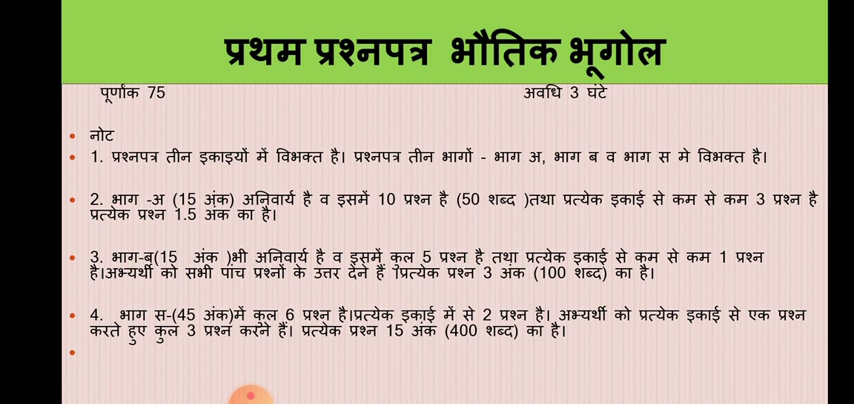 प्रथम प्रश्नपत्र भौतिक भूगोल
पूर्णांक 75 अवधि 3 घंटे
• नोट
• 1. प्रश्नपत्र तीन इकाइयों में विभक्त है। प्रश्नपत्र तीन भागों - भाग अ, भाग ब व भाग स मे विभक्त है।
• 2. भाग -अ (15 अंक) अनिवार्य है व इसमें 10 प्रश्न है (50 शब्द )तथा प्रत्येक इकाई से कम से कम 3 प्रश्न है
प्रत्येक प्रश्न 1.5 अंक का है।
• 3. भाग-ब(15 अंक )भी अनिवार्य है व इसमें कुल 5 प्रश्न है तथा प्रत्येक इकाई से कम से कम 1 प्रश्न
है।अभ्यर्थी को सभी पांच प्रश्नों के उत्तर देने हैं ।प्रत्येक प्रश्न 3 अंक (100 शब्द) का है।
• 4. भाग स-(45 अंक)में कुल 6 प्रश्न है।प्रत्येक इकाई में से 2 प्रश्न है। अभ्यर्थी को प्रत्येक इकाई से एक प्रश्न
करते हुए कुल 3 प्रश्न करने हैं। प्रत्येक प्रश्न 15 अंक (400 शब्द) का है।